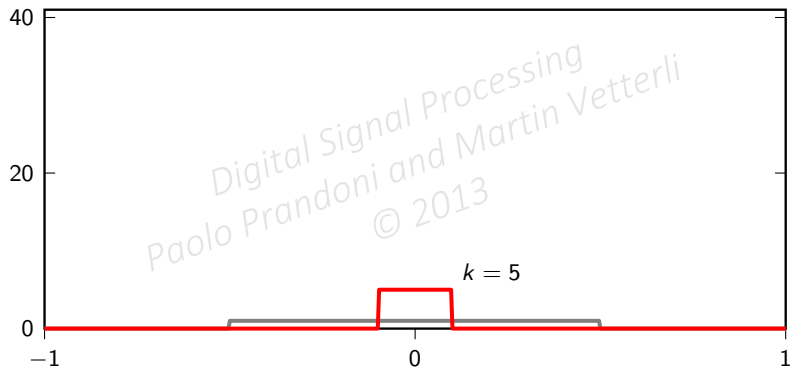 40
Digital Signal Processing
Paolo Prandoni and Martin Vetterli
© 2013
20
k = 5
0
−1 0 1